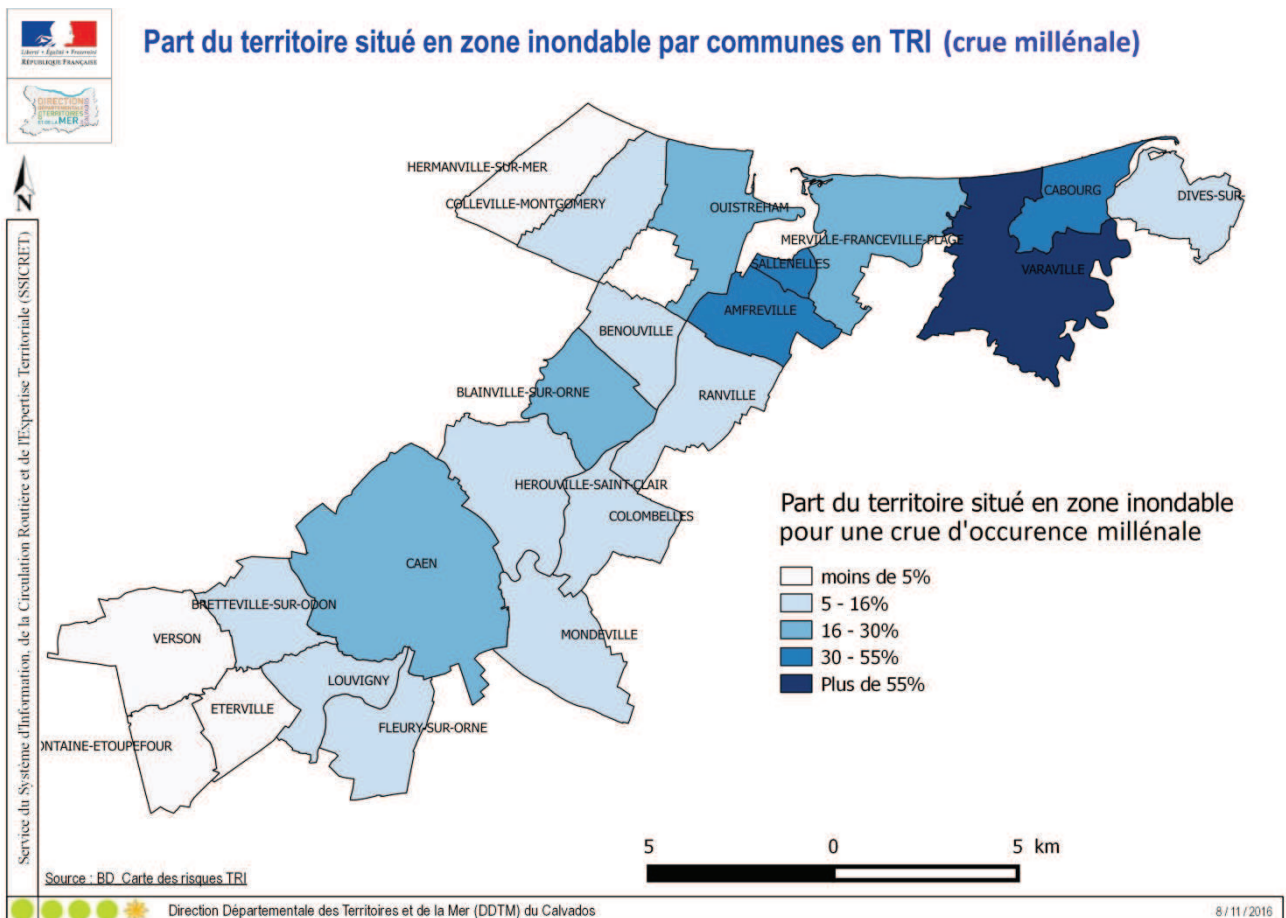 Part du territoire situé en zone inondable par communes en TRI (crue millénale)
Liberté • Égalité • Fraternité
RÉPUBLIQUE FRANÇAISE
N
Service du Système d'Information, de la Circulation Routière et de l'Expertise Territoriale (SSICRET)
HERMANVILLE-SUR-MER
COLLEVILLE-MONTGOMERY
OUISTREHAM
CABOURG
DIVES-SUR-
MERVILLE-FRANCEVILLE-PLAGE
SALLENELLES
VARAVILLE
AMFREVILLE
BENOUVILLE
BLAINVILLE-SUR-ORNE
RANVILLE
HEROUVILLE-SAINT-CLAIR
COLOMBELLES
CAEN
BRETTEVILLE-SUR-ODON
VERSON
MONDEVILLE
LOUVIGNY
ETERVILLE
FLEURY-SUR-ORNE
ONTAINE-ETOUPEFOUR
Part du territoire situé en zone inondable
pour une crue d'occurence millénale
moins de 5%
5 - 16%
16 - 30%
30 - 55%
Plus de 55%
5 0 5 km
Source : BD_Carte des risques TRI
Direction Départementale des Territoires et de la Mer (DDTM) du Calvados
8 / 11 / 2016